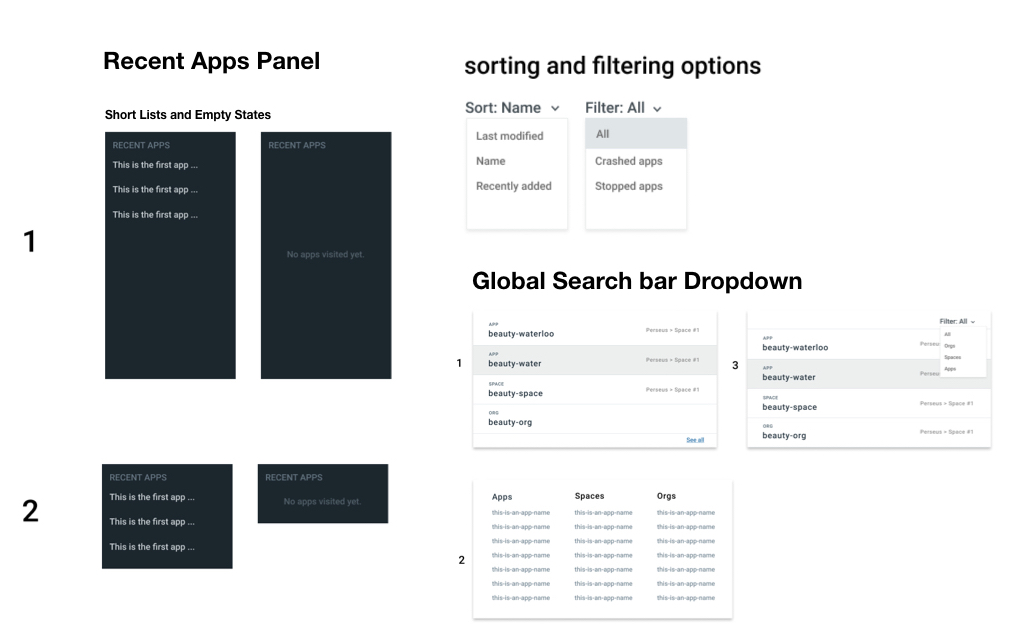 Recent Apps Panel
Short Lists and Empty States
1
RECENT APPS
This is the first app ...
This is the first app ...
This is the first app ...
RECENT APPS
No apps visited yet.
2
RECENT APPS
This is the first app ...
This is the first app ...
This is the first app ...
RECENT APPS
No apps visited yet.
sorting and filtering options
Sort: Name
Last modified
Name
Recently added
Filter: All
All
Crashed apps
Stopped apps
Global Search bar Dropdown
1
APP
beauty-waterloo Perseus » Space #1
APP
beauty-water Perseus » Space #1
SPACE
beauty-space Perseus » Space #1
ORG
beauty-org
See all
3
Filter: All
All
Orgs
Spaces
Apps
APP
beauty-waterloo Perseu
APP
beauty-water Perseu
SPACE
beauty-space Perseus » Space #1
ORG
beauty-org Perseus » Space #1
2
Apps Spaces Orgs
this-is-an-app-name this-is-an-app-name this-is-an-app-name
this-is-an-app-name this-is-an-app-name this-is-an-app-name
this-is-an-app-name this-is-an-app-name this-is-an-app-name
this-is-an-app-name this-is-an-app-name this-is-an-app-name
this-is-an-app-name this-is-an-app-name this-is-an-app-name
this-is-an-app-name this-is-an-app-name this-is-an-app-name
this-is-an-app-name this-is-an-app-name this-is-an-app-name